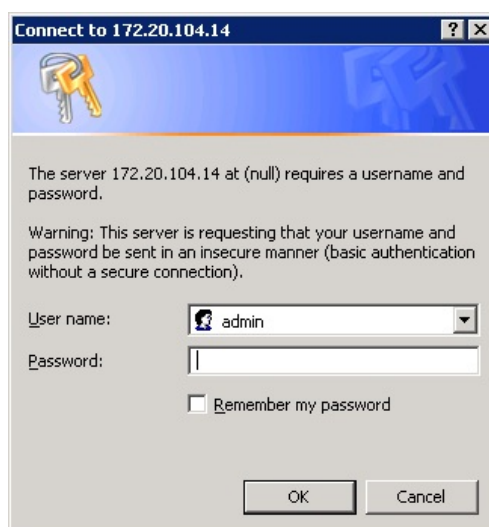 Connect to 172.20.104.14
The server 172.20.104.14 at (null) requires a username and
password.
Warning: This server is requesting that your username and
password be sent in an insecure manner (basic authentication
without a secure connection).
User name:
admin
Password:
Remember my password
OK
Cancel